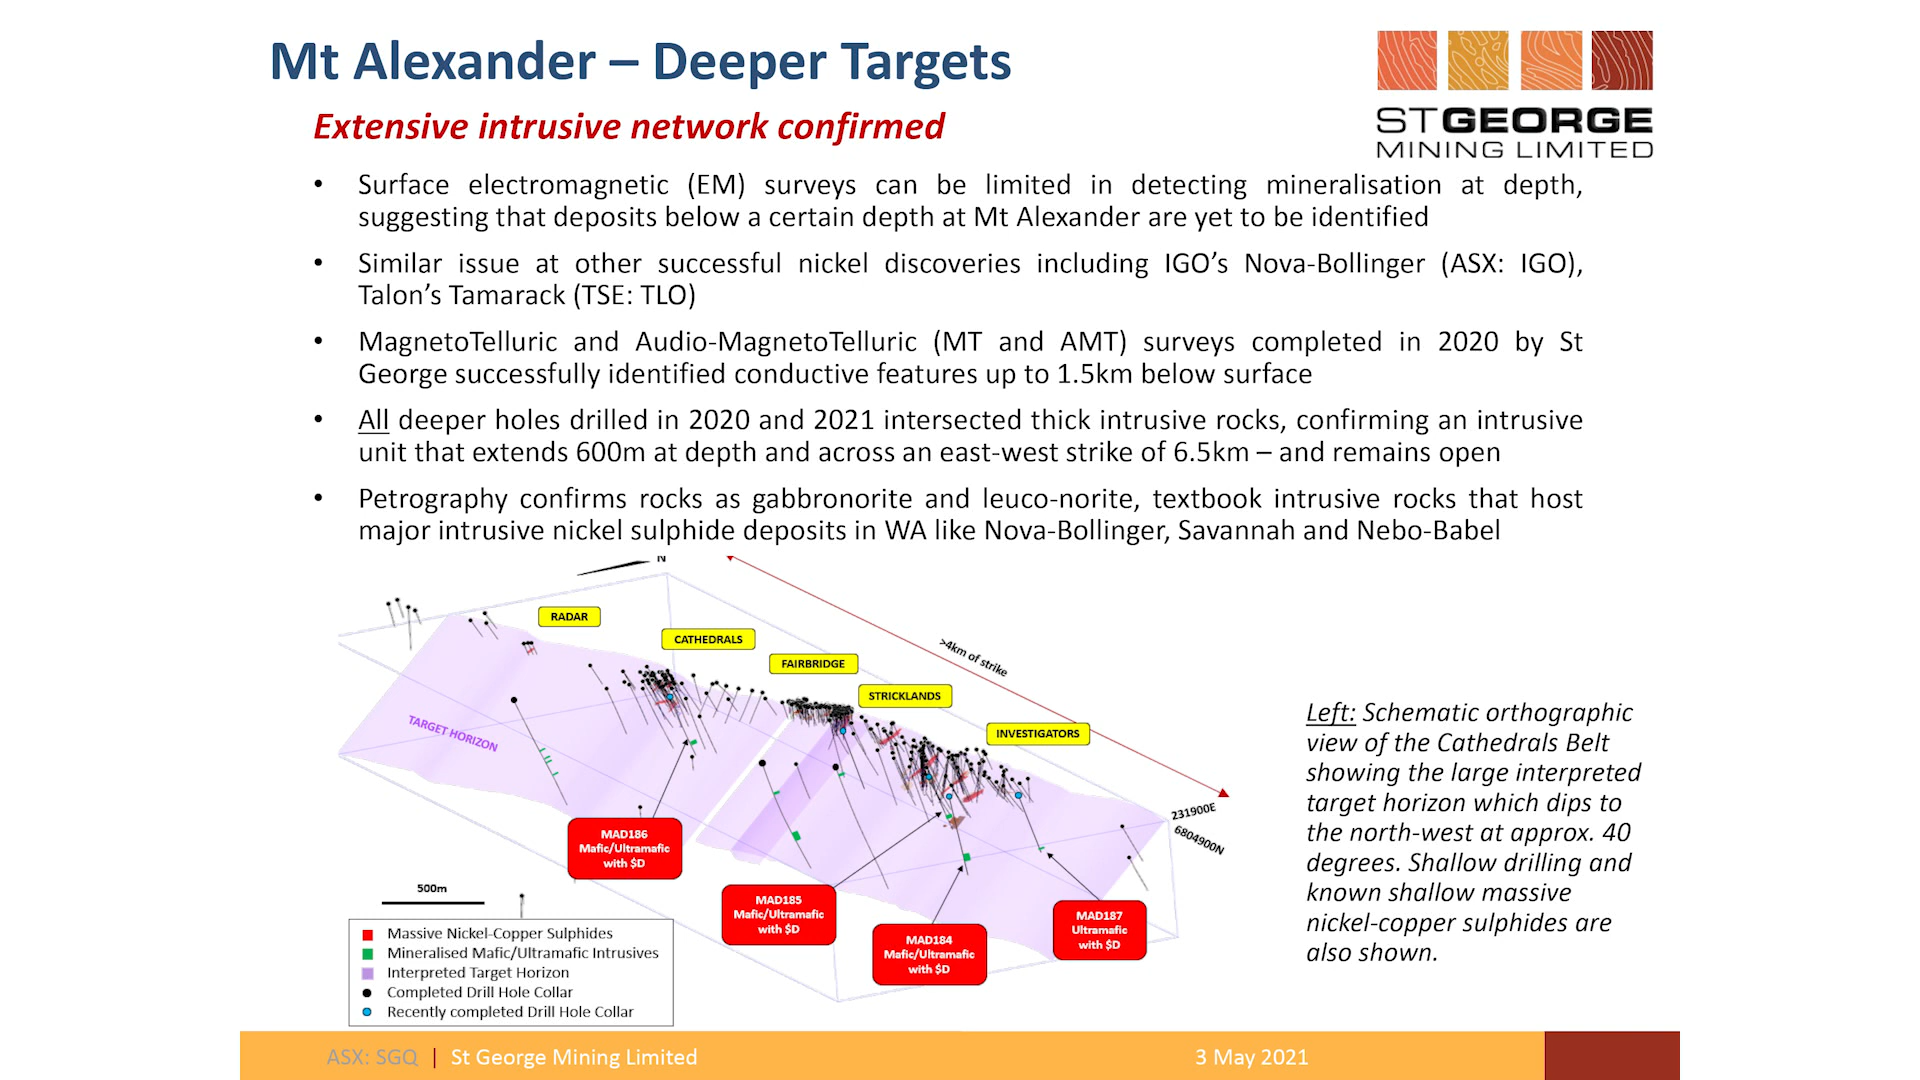 Mt Alexander – Deeper Targets
STGEORGE
MINING LIMITED
Extensive intrusive network confirmed
• Surface electromagnetic (EM) surveys can be limited in detecting mineralisation at depth,
suggesting that deposits below a certain depth at Mt Alexander are yet to be identified
• Similar issue at other successful nickel discoveries including IGO’s Nova-Bollinger (ASX: IGO),
Talon’s Tamarack (TSE: TLO)
• MagnetoTelluric and Audio-MagnetoTelluric (MT and AMT) surveys completed in 2020 by St
George successfully identified conductive features up to 1.5km below surface
• All deeper holes drilled in 2020 and 2021 intersected thick intrusive rocks, confirming an intrusive
unit that extends 600m at depth and across an east-west strike of 6.5km – and remains open
• Petrography confirms rocks as gabbronorite and leuco-norite, textbook intrusive rocks that host
major intrusive nickel sulphide deposits in WA like Nova-Bollinger, Savannah and Nebo-Babel
N
RADAR
CATHEDRALS
FAIRBRIDGE
STRICKLANDS
INVESTIGATORS
>4km of strike
TARGET HORIZON
231900E
6804900N
MAD186
Mafic/Ultramafic
with $D
MAD185
Mafic/Ultramafic
with $D
MAD184
Mafic/Ultramafic
with $D
MAD187
Ultramafic
with $D
500m
Massive Nickel-Copper Sulphides
Mineralised Mafic/Ultramafic Intrusives
Interpreted Target Horizon
Completed Drill Hole Collar
Recently completed Drill Hole Collar
Left: Schematic orthographic
view of the Cathedrals Belt
showing the large interpreted
target horizon which dips to
the north-west at approx. 40
degrees. Shallow drilling and
known shallow massive
nickel-copper sulphides are
also shown.
ASX: SGQ | St George Mining Limited
3 May 2021